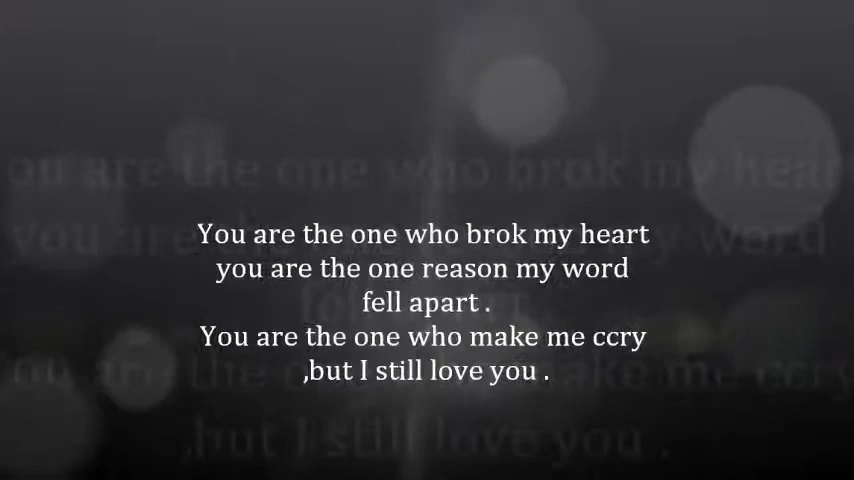 You are the one who brok my heart
you are the one reason my word
fell apart .
You are the one who make me ccry
,but I still love you .